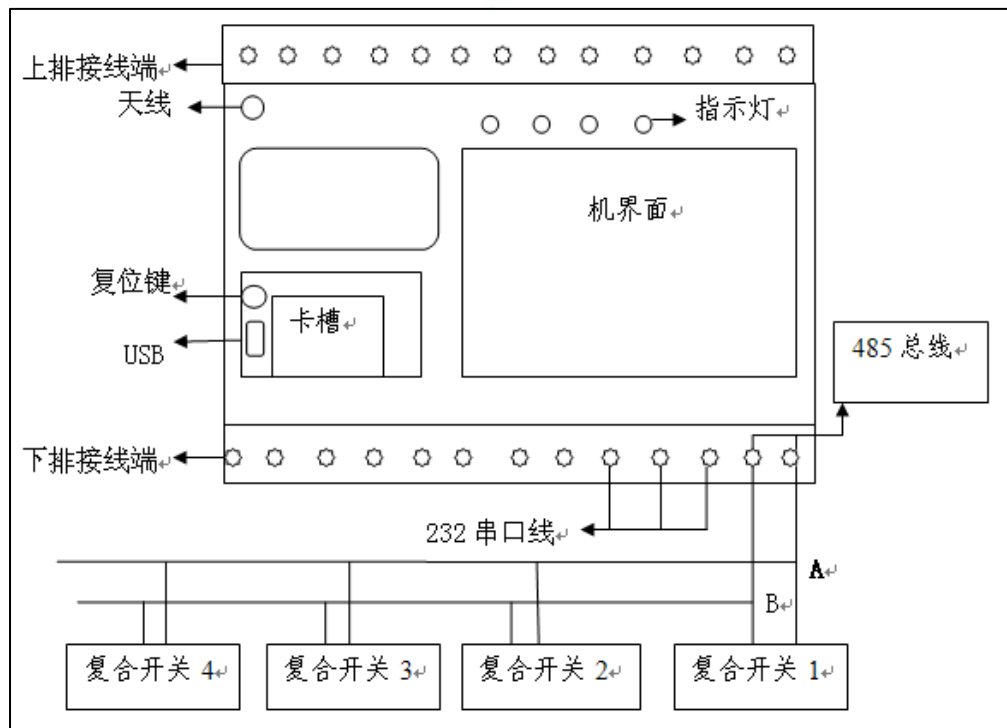 上排接线端
天线
指示灯
机界面
复位键
卡槽
USB
485 总线
下排接线端
232 串口线
A
B
复合开关 4
复合开关 3
复合开关 2
复合开关 1